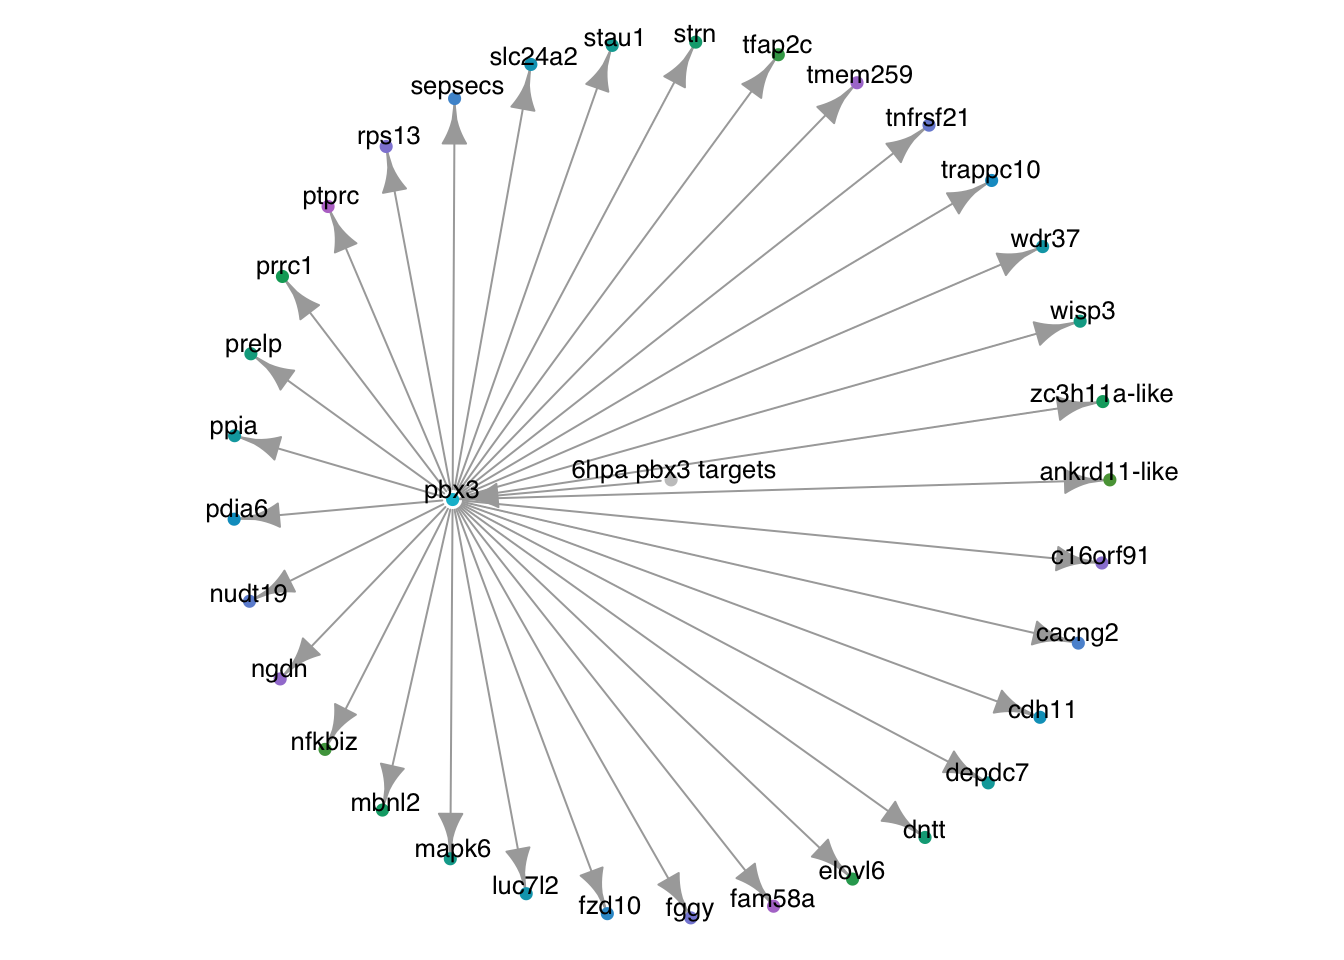 strn
stau1
tfap2c
slc24a2
tmem259
sepsecs
tnfrsf21
rps13
trappc10
ptprc
wdr37
prrc1
wisp3
prelp
zc3h11a-like
ppia
6hpa pbx3 targets
ankrd11-like
pbx3
pdia6
c16orf91
nudt19
cacng2
ngdn
cdh11
nfkbiz
depdc7
mbnl2
dntt
mapk6
elovl6
luc7l2
fam58a
fzd10
fggy